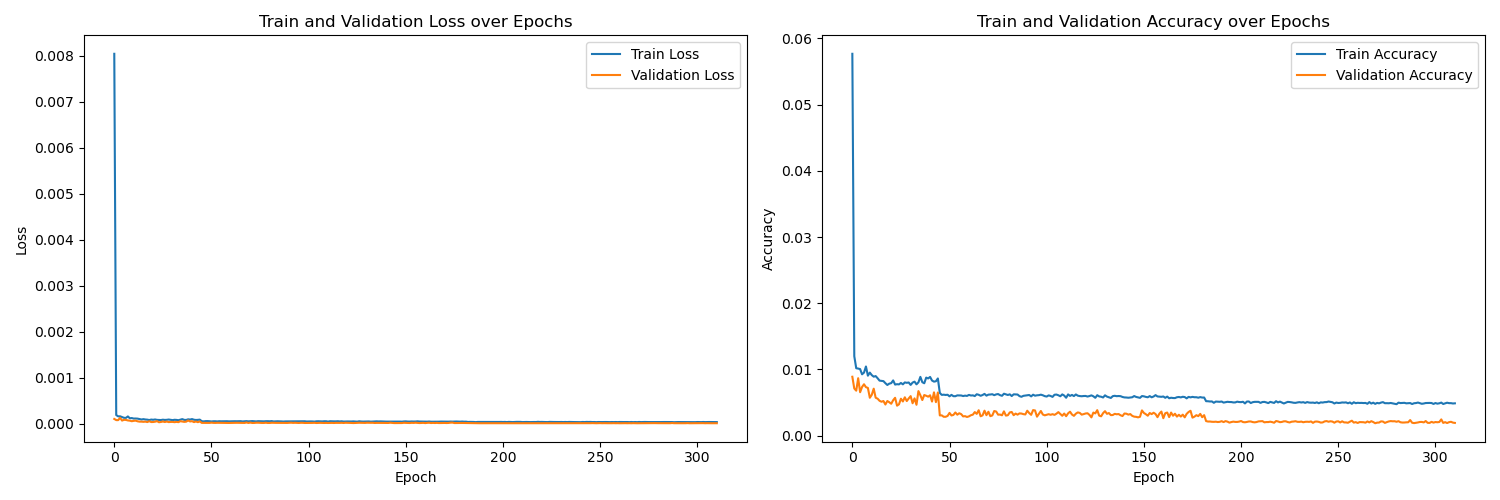 Train and Validation Loss over Epochs
Train Loss
Validation Loss
0.008
0.007
0.006
0.005
0.004
0.003
0.002
0.001
0.000
Loss
0 50 100 150 200 250 300
Epoch
Train and Validation Accuracy over Epochs
Train Accuracy
Validation Accuracy
0.06
0.05
0.04
0.03
0.02
0.01
0.00
Accuracy
0 50 100 150 200 250 300
Epoch